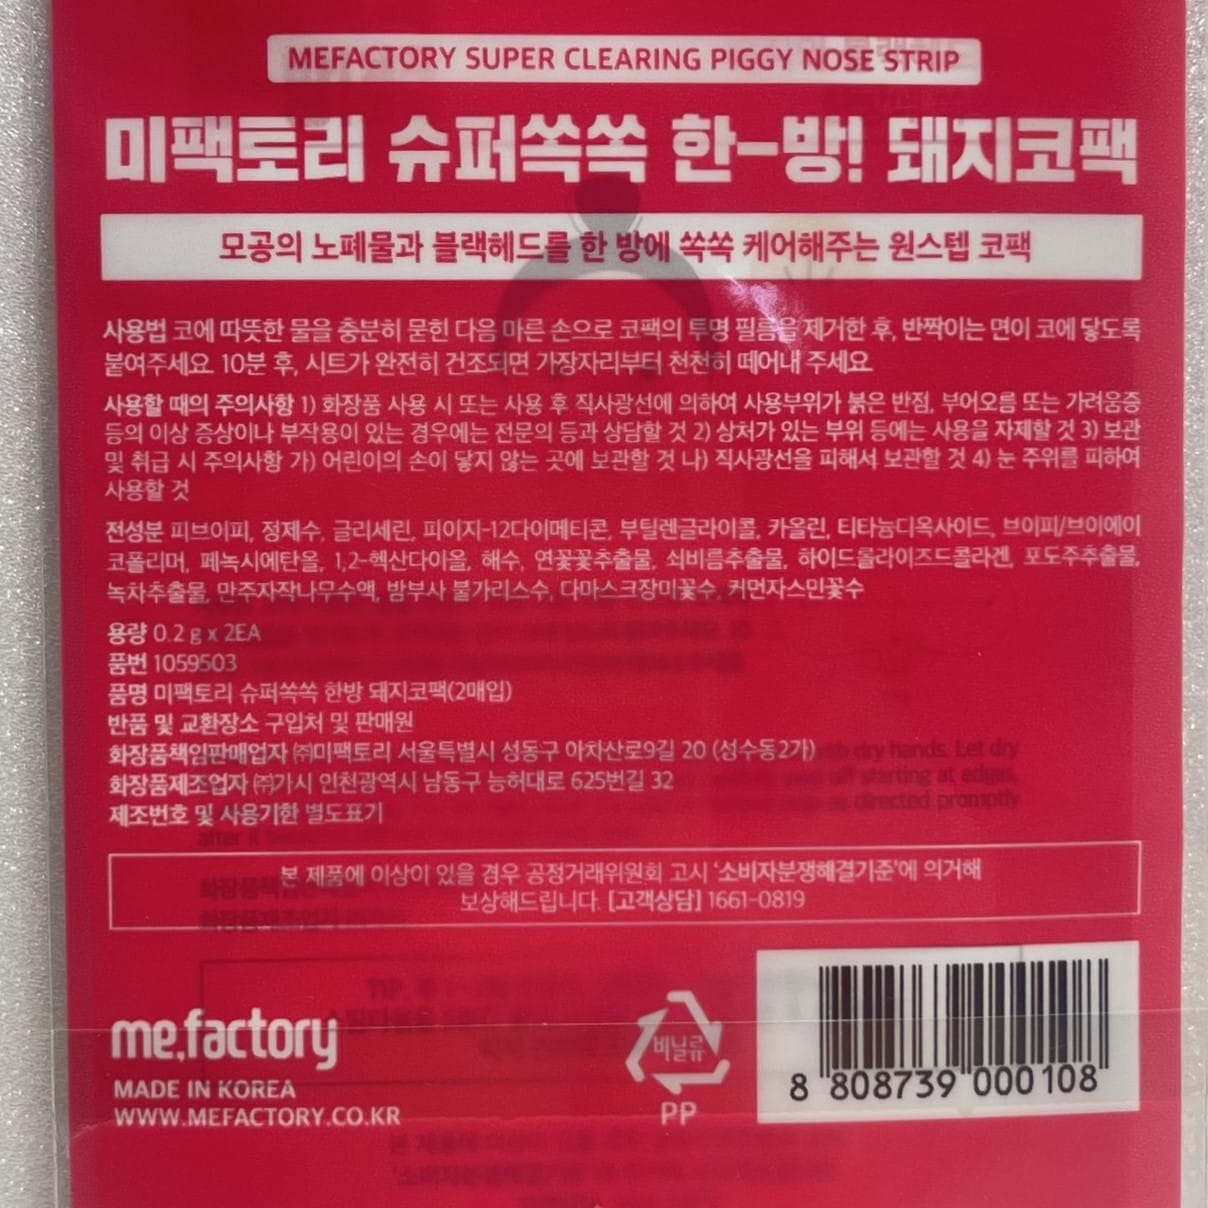 MEFACTORY SUPER CLEARING PIGGY NOSE STRIP
미팩토리 슈퍼쏙쏙 한-방! 돼지코팩
모공의 노폐물과 블랙헤드를 한 방에 쏙쏙 케어해주는 원스텝 코팩
사용법 코에 따뜻한 물을 충분히 묻힌 다음 마른 손으로 코팩의 투명 필름을 제거한 후, 반짝이는 면이 코에 닿도록
붙여주세요. 10분 후, 시트가 완전히 건조되면 가장자리부터 천천히 떼어내 주세요.
사용할 때의 주의사항 1) 화장품 사용 시 또는 사용 후 직사광선에 의하여 사용부위가 붉은 반점, 부어오름 또는 가려움증
등의 이상 증상이나 부작용이 있는 경우에는 전문의 등과 상담할 것 2) 상처가 있는 부위 등에는 사용을 자제할 것 3) 보관
및 취급 시 주의사항 가) 어린이의 손이 닿지 않는 곳에 보관할 것 나) 직사광선을 피해서 보관할 것 4) 눈 주위를 피하여
사용할 것
전성분 피브이피, 정제수, 글리세린, 피이지-12다이메티콘, 부틸렌글라이콜, 카올린, 티타늄디옥사이드, 브이피/브이에이
코폴리머, 페녹시에탄올, 1,2-헥산다이올, 해수, 연꽃꽃추출물, 쇠비름추출물, 하이드롤라이즈드콜라겐, 포도주추출물,
녹차추출물, 만주자작나무수액, 밤부사 불가리스수, 다마스크장미꽃수, 커먼자스민꽃수
용량 0.2 g x 2EA
품번 1059503
품명 미팩토리 슈퍼쏙쏙 한방 돼지코팩(2매입)
반품 및 교환장소 구입처 및 판매원
화장품책임판매업자 ㈜미팩토리 서울특별시 성동구 아차산로9길 20 (성수동2가)
화장품제조업자 ㈜가시 인천광역시 남동구 능허대로 625번길 32
제조번호 및 사용기한 별도표기
본 제품에 이상이 있을 경우 공정거래위원회 고시 '소비자분쟁해결기준'에 의거해
보상해드립니다. [고객상담] 1661-0819
me.factory
MADE IN KOREA
WWW.MEFACTORY.CO.KR
비닐류
PP
8 808739 000108